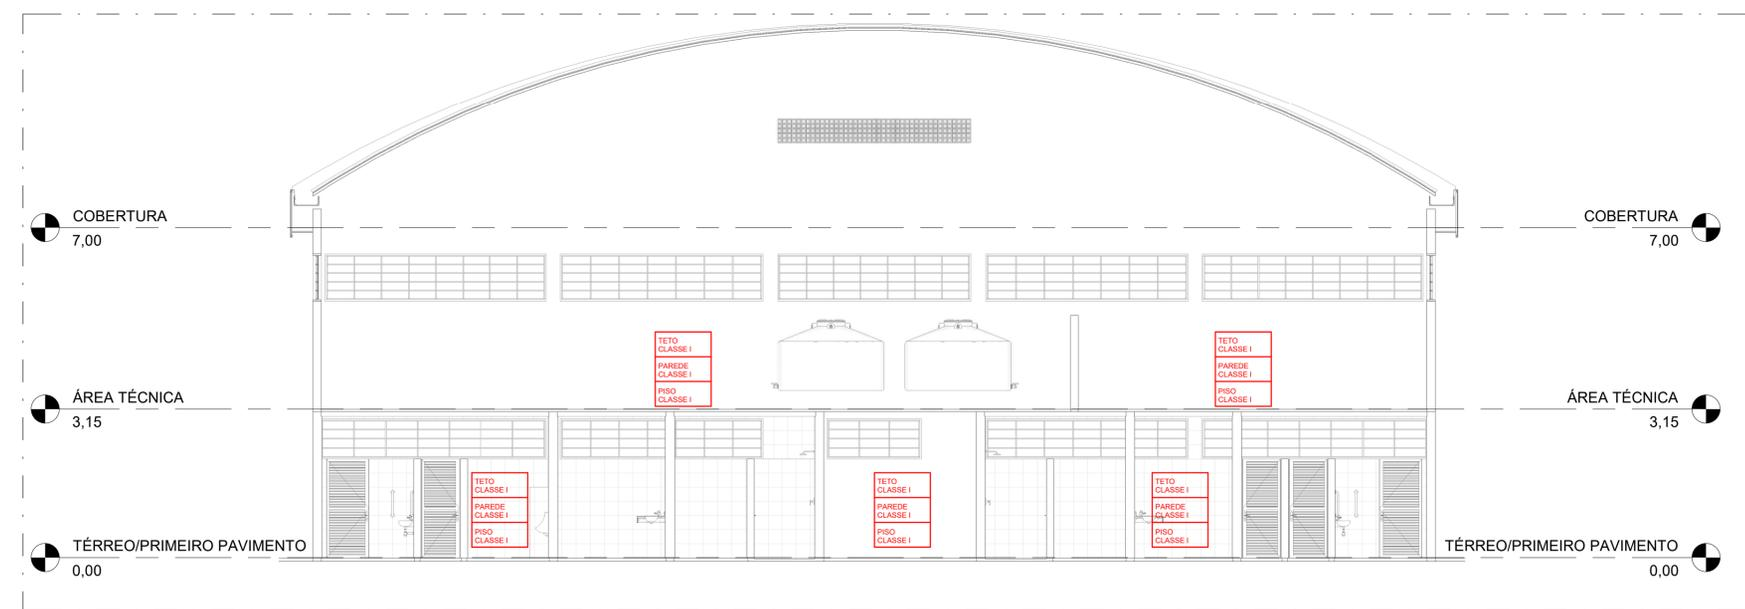 COBERTURA
7,00
COBERTURA
7,00
TETO
CLASSE I
PAREDE
CLASSE I
PISO
CLASSE I
TETO
CLASSE I
PAREDE
CLASSE I
PISO
CLASSE I
ÁREA TÉCNICA
3,15
ÁREA TÉCNICA
3,15
TETO
CLASSE I
PAREDE
CLASSE I
PISO
CLASSE I
TETO
CLASSE I
PAREDE
CLASSE I
PISO
CLASSE I
TETO
CLASSE I
PAREDE
CLASSE I
PISO
CLASSE I
TÉRREO/PRIMEIRO PAVIMENTO
0,00
TÉRREO/PRIMEIRO PAVIMENTO
0,00